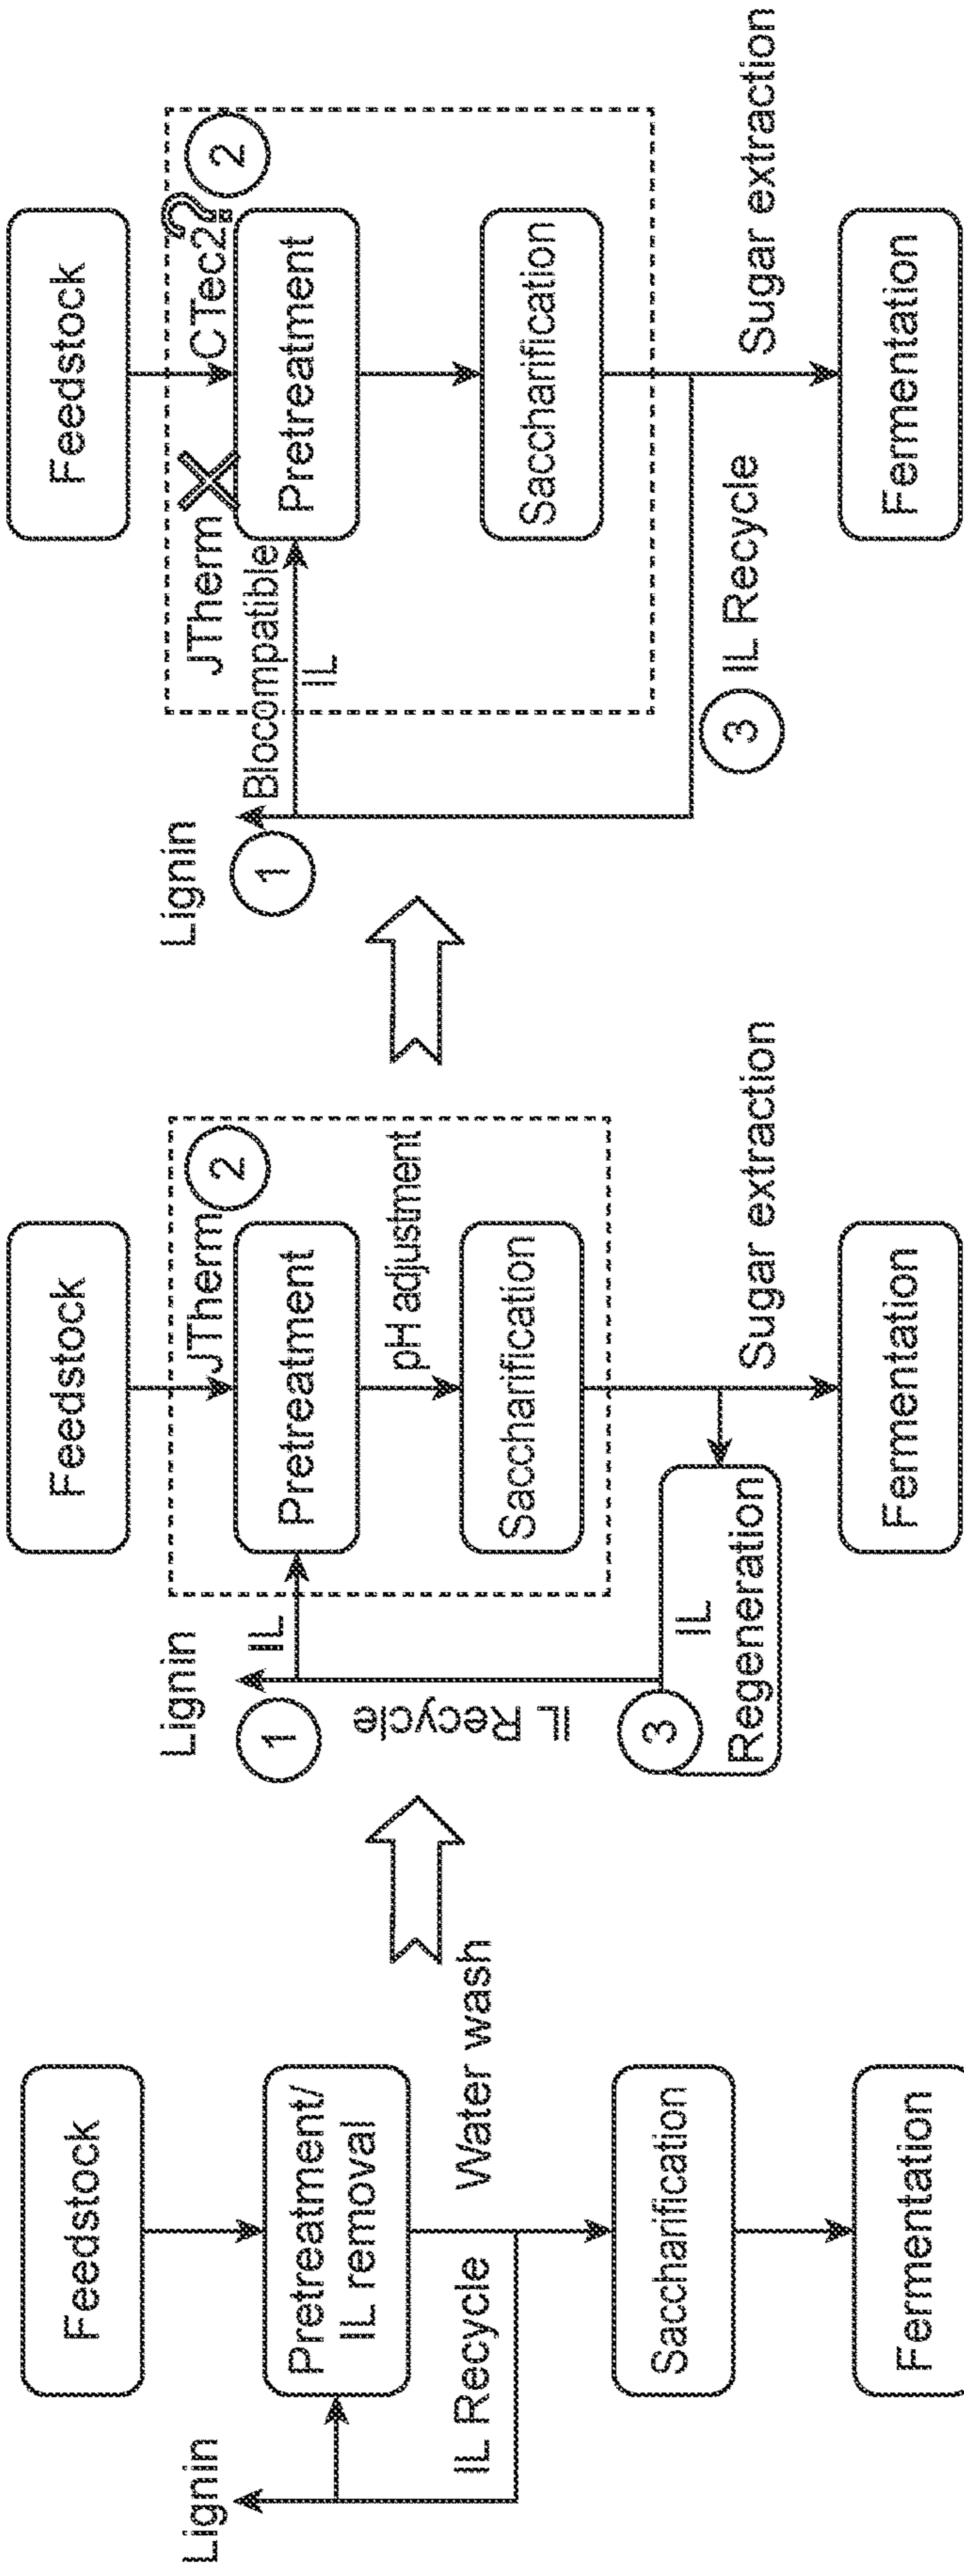 Feedstock
Lignin
Pretreatment/
IL removal
IL Recycle
Water wash
Saccharification
Fermentation
Feedstock
Lignin
JTherm
2
IL
1
Pretreatment
IL Recycle
pH adjustment
Saccharification
3
IL
Regeneration
Sugar extraction
Fermentation
Feedstock
Lignin
JTherm
X
CTec2?
?
2
1
Biocompatible
IL
Pretreatment
Saccharification
3
IL Recycle
Sugar extraction
Fermentation